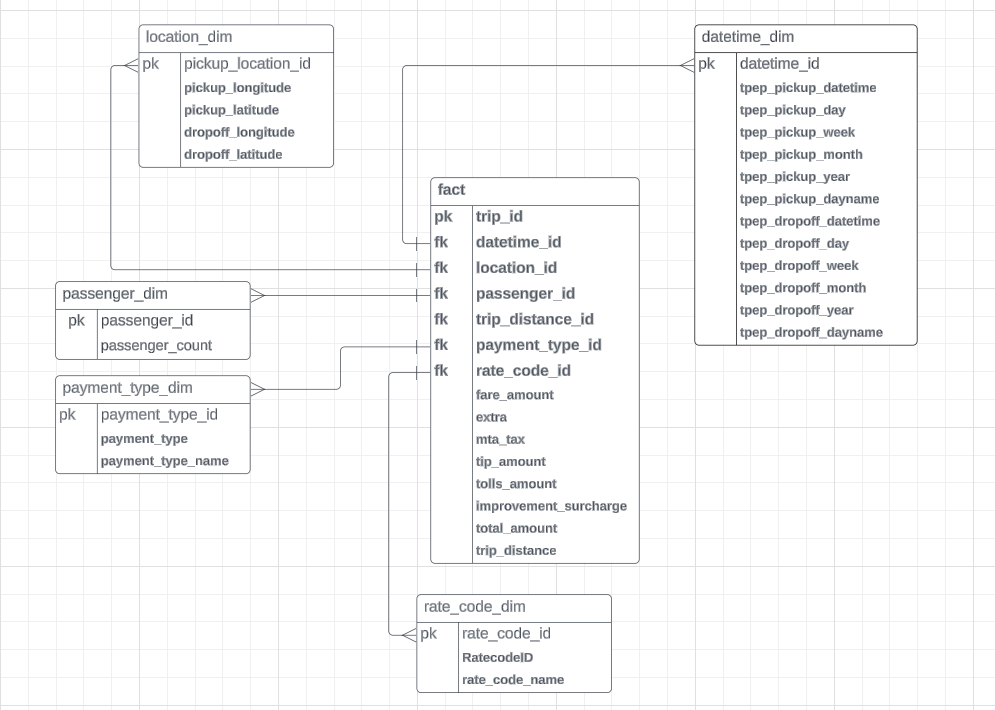 location_dim
pk pickup_location_id
pickup_longitude
pickup_latitude
dropoff_longitude
dropoff_latitude
datetime_dim
pk datetime_id
tpep_pickup_datetime
tpep_pickup_day
tpep_pickup_week
tpep_pickup_month
tpep_pickup_year
tpep_pickup_dayname
tpep_dropoff_datetime
tpep_dropoff_day
tpep_dropoff_week
tpep_dropoff_month
tpep_dropoff_year
tpep_dropoff_dayname
fact
pk trip_id
fk datetime_id
fk location_id
fk passenger_id
fk trip_distance_id
fk payment_type_id
fk rate_code_id
fare_amount
extra
mta_tax
tip_amount
tolls_amount
improvement_surcharge
total_amount
trip_distance
passenger_dim
pk passenger_id
passenger_count
payment_type_dim
pk payment_type_id
payment_type
payment_type_name
rate_code_dim
pk rate_code_id
RatecodeID
rate_code_name